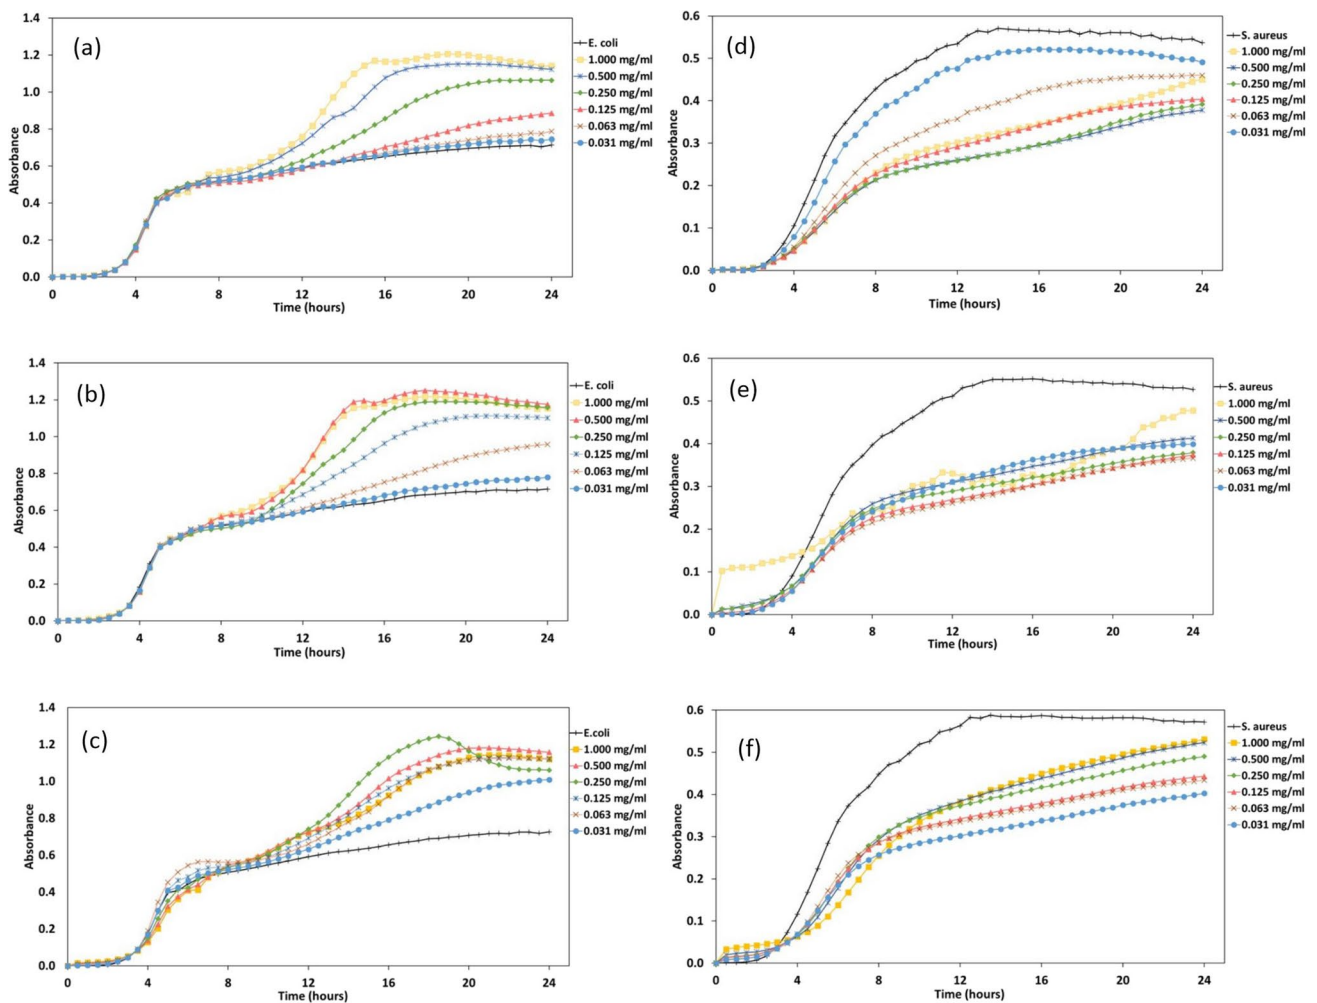 (a)
Absorbance
1.4
1.2
1.0
0.8
0.6
0.4
0.2
0.0
0 4 8 12 16 20 24
Time (hours)
E. coli
1.000 mg/ml
0.500 mg/ml
0.250 mg/ml
0.125 mg/ml
0.063 mg/ml
0.031 mg/ml
(d)
Absorbance
0.6
0.5
0.4
0.3
0.2
0.1
0.0
0 4 8 12 16 20 24
Time (hours)
S. aureus
1.000 mg/ml
0.500 mg/ml
0.250 mg/ml
0.125 mg/ml
0.063 mg/ml
0.031 mg/ml
(b)
Absorbance
1.4
1.2
1.0
0.8
0.6
0.4
0.2
0.0
0 4 8 12 16 20 24
Time (hours)
E. coli
1.000 mg/ml
0.500 mg/ml
0.250 mg/ml
0.125 mg/ml
0.063 mg/ml
0.031 mg/ml
(e)
Absorbance
0.6
0.5
0.4
0.3
0.2
0.1
0.0
0 4 8 12 16 20 24
Time (hours)
S. aureus
1.000 mg/ml
0.500 mg/ml
0.250 mg/ml
0.125 mg/ml
0.063 mg/ml
0.031 mg/ml
(c)
Absorbance
1.4
1.2
1.0
0.8
0.6
0.4
0.2
0.0
0 4 8 12 16 20 24
Time (hours)
E.coli
1.000 mg/ml
0.500 mg/ml
0.250 mg/ml
0.125 mg/ml
0.063 mg/ml
0.031 mg/ml
(f)
Absorbance
0.6
0.5
0.4
0.3
0.2
0.1
0.0
0 4 8 12 16 20 24
Time (hours)
S. aureus
1.000 mg/ml
0.500 mg/ml
0.250 mg/ml
0.125 mg/ml
0.063 mg/ml
0.031 mg/ml